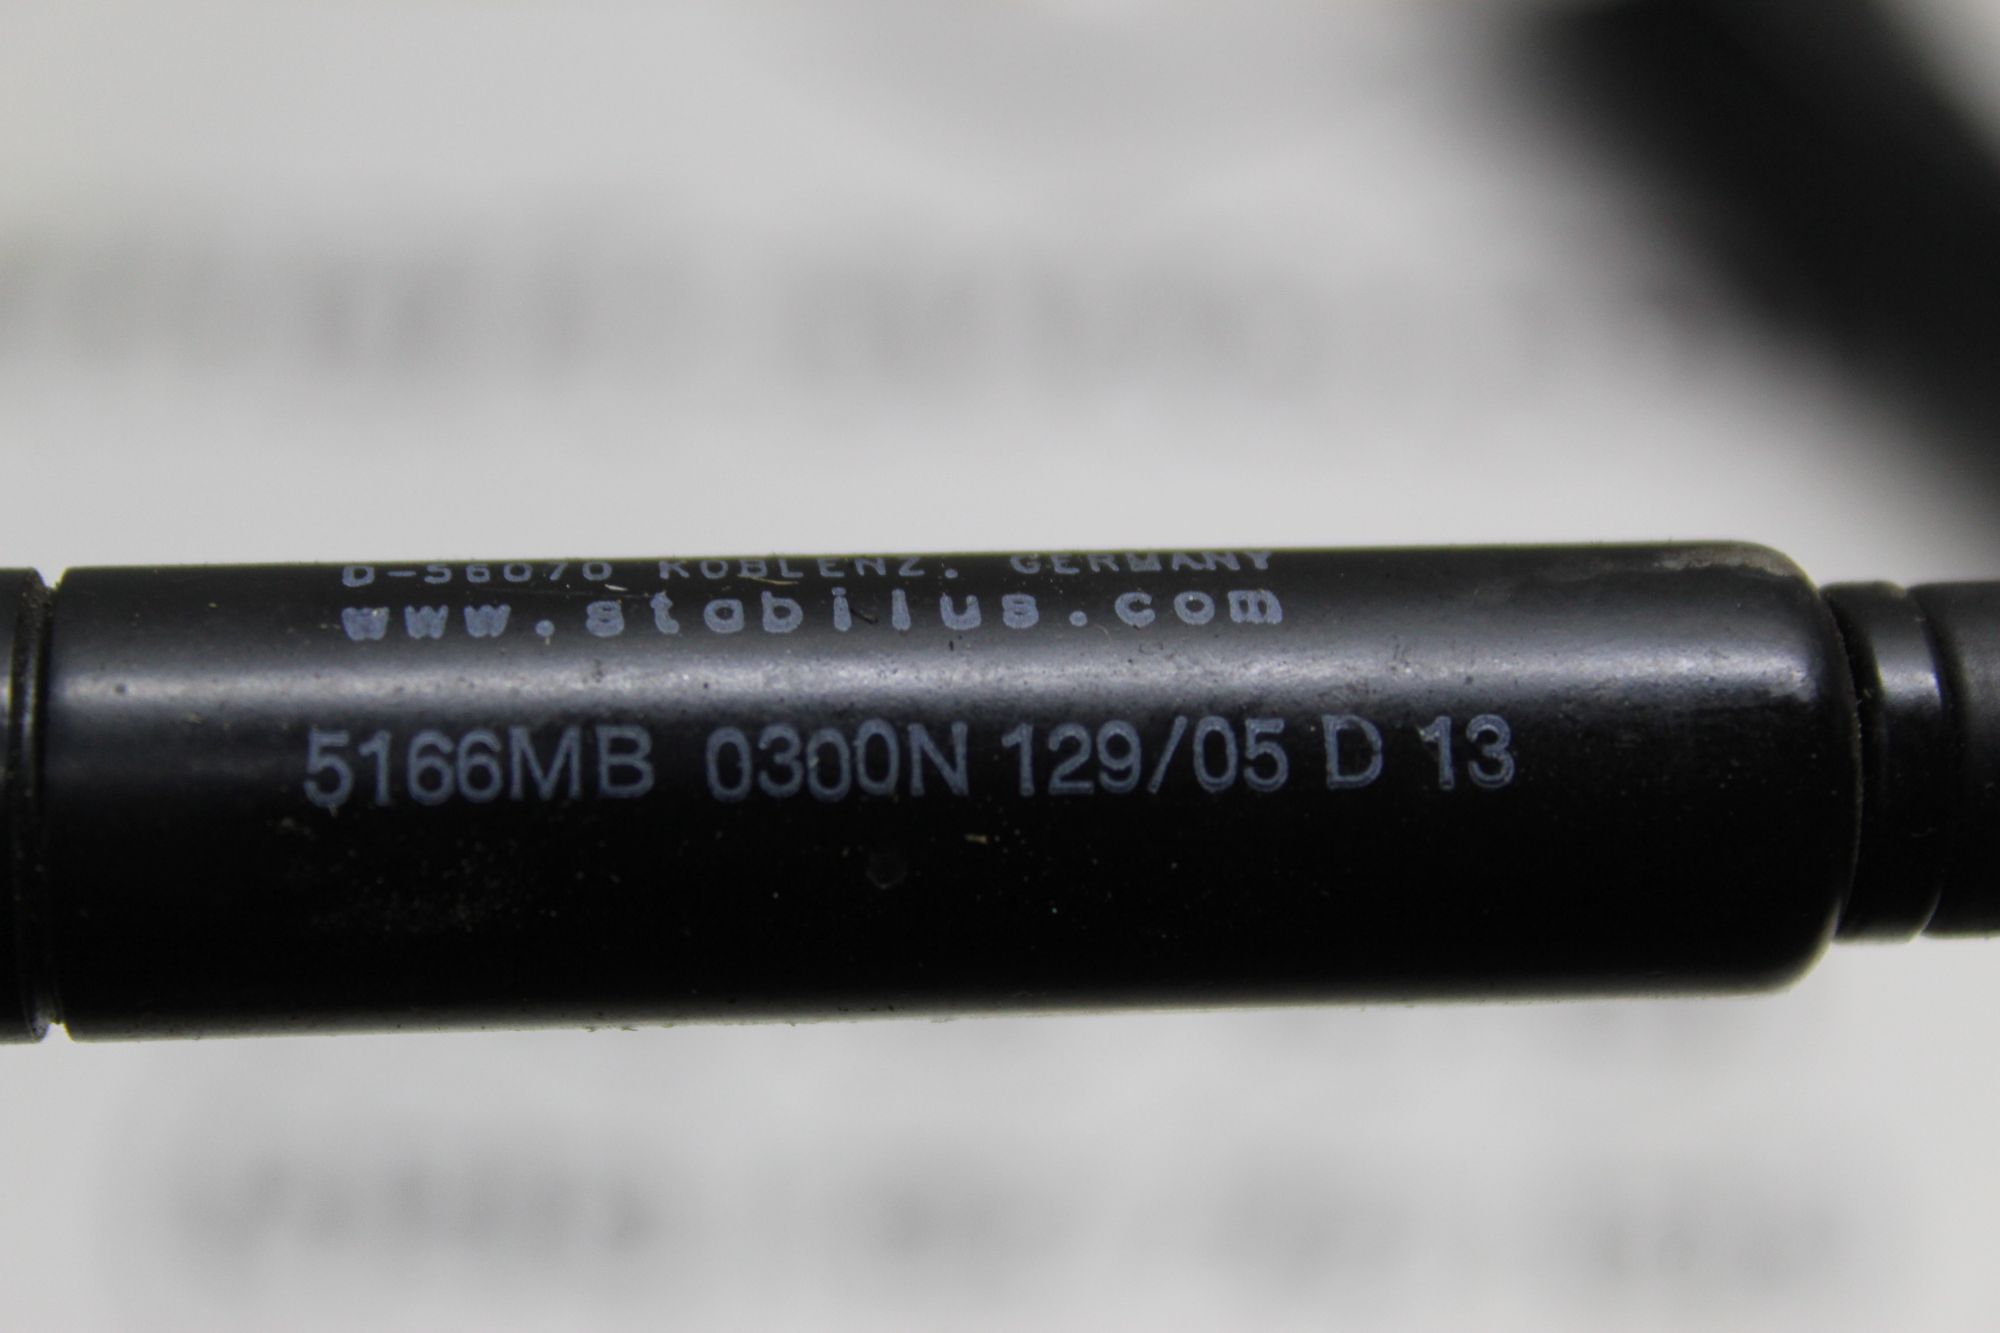 D-56070 KOBLENZ, GERMANY
www.stabilus.com
5166MB 0300N 129/05 D 13